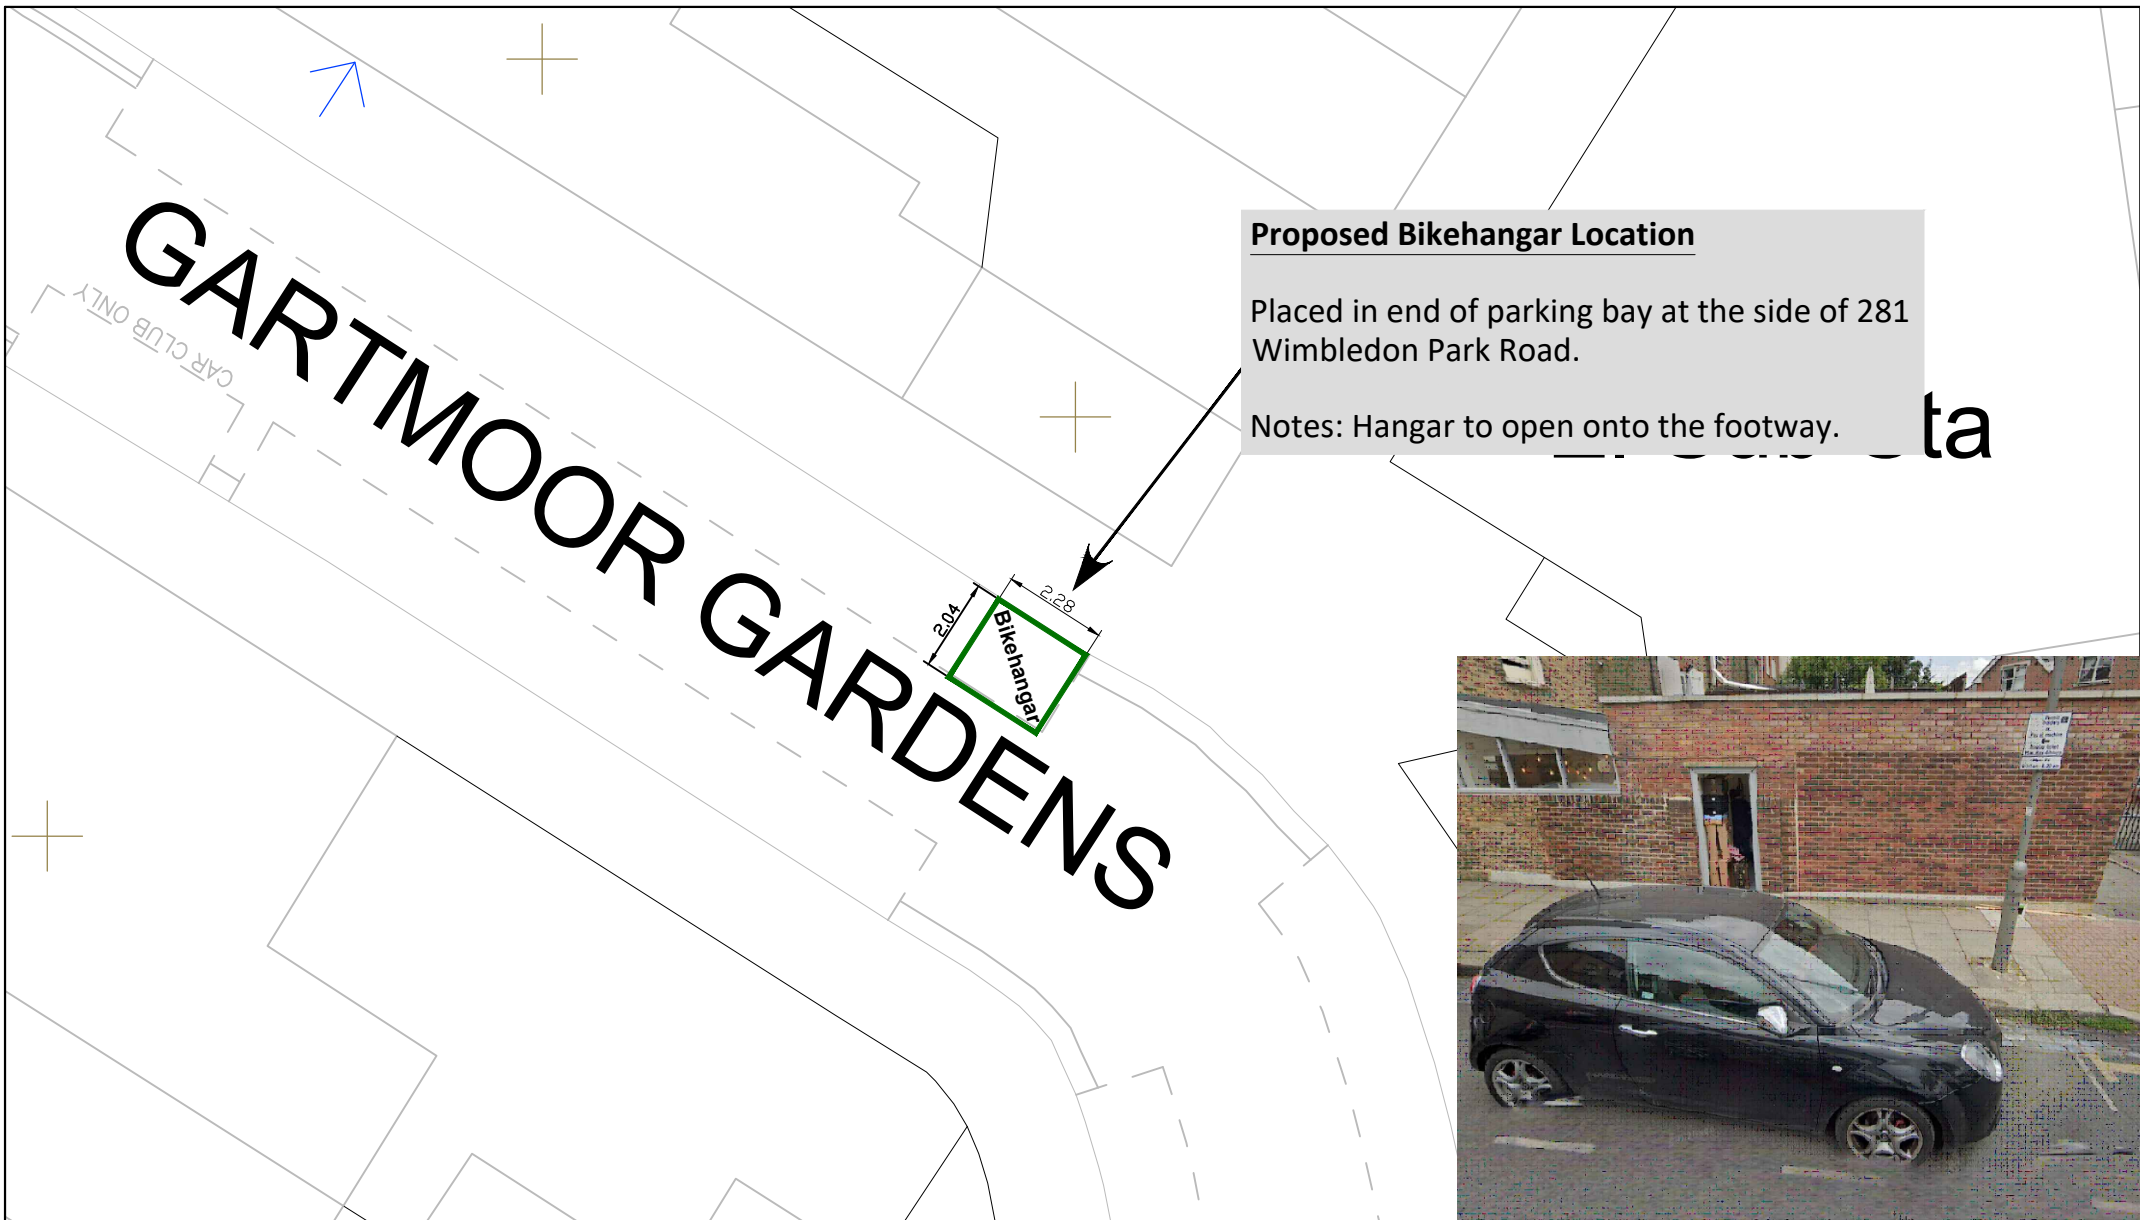 Proposed Bikehangar Location
Placed in end of parking bay at the side of 281
Wimbledon Park Road.
Notes: Hangar to open onto the footway.
ta
GARTMOOR GARDENS
CAR CLUB ONLY
2.28
2.04
Bikehangar